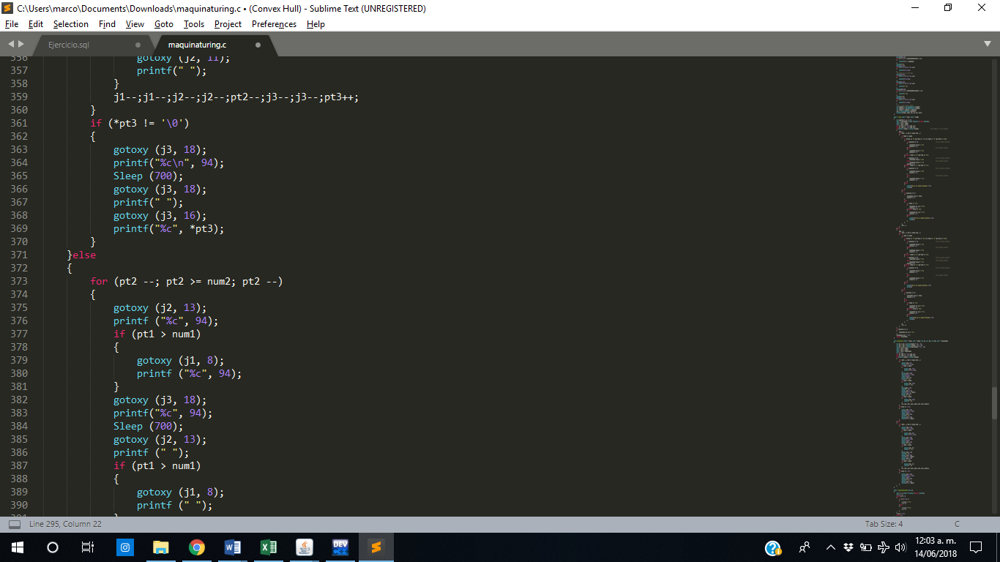 C:\Users\marco\Documents\Downloads\maquinaturing.c • (Convex Hull) - Sublime Text (UNREGISTERED)
File Edit Selection Find View Goto Tools Project Preferences Help
Ejercicio.sql maquinaturing.c
356 gotoxy (j2, 11);
357 printf(" ");
358 }
359 j1--;j1--;j2--;j2--;pt2--;j3--;j3--;pt3++;
360 }
361 if (*pt3 != '\0')
362 {
363 gotoxy (j3, 18);
364 printf("%c\n", 94);
365 Sleep (700);
366 gotoxy (j3, 18);
367 printf(" ");
368 gotoxy (j3, 16);
369 printf("%c", *pt3);
370 }
371 }else
372 {
373 for (pt2 --; pt2 >= num2; pt2 --)
374 {
375 gotoxy (j2, 13);
376 printf ("%c", 94);
377 if (pt1 > num1)
378 {
379 gotoxy (j1, 8);
380 printf ("%c", 94);
381 }
382 gotoxy (j3, 18);
383 printf("%c", 94);
384 Sleep (700);
385 gotoxy (j2, 13);
386 printf (" ");
387 if (pt1 > num1)
388 {
389 gotoxy (j1, 8);
390 printf (" ");
391 }
Line 295, Column 22 Tab Size: 4 C
DEV
12:03 a. m.
14/06/2018